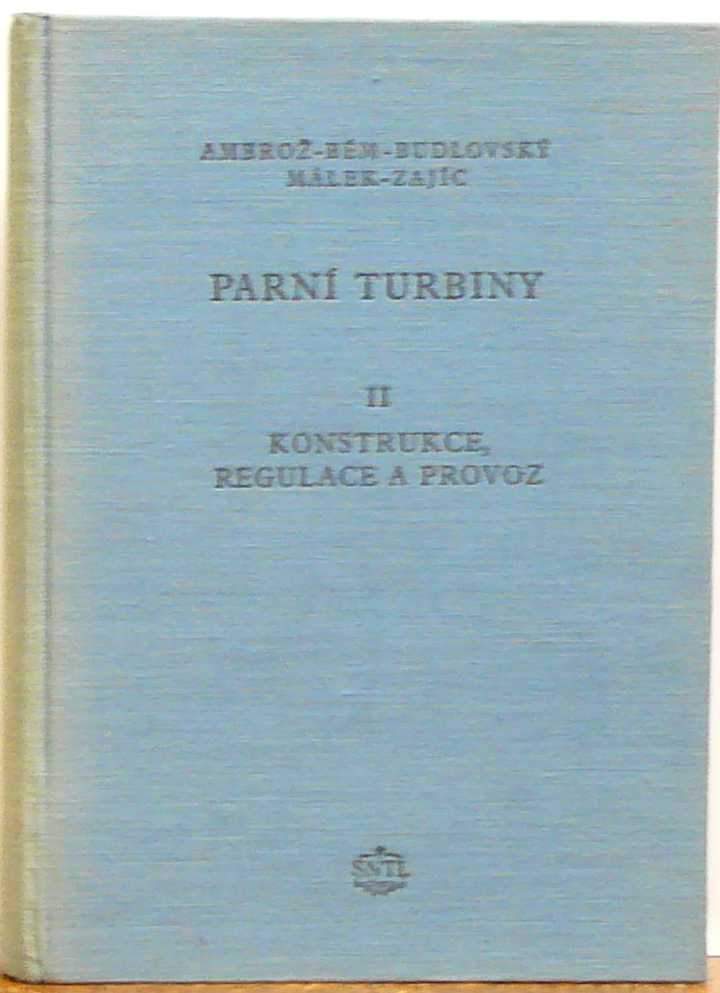 AMBROŽ-BÉM-BUDLOVSKÝ
MÁLEK-ZAJÍC
PARNÍ TURBINY
II
KONSTRUKCE,
REGULACE A PROVOZ
SNTL